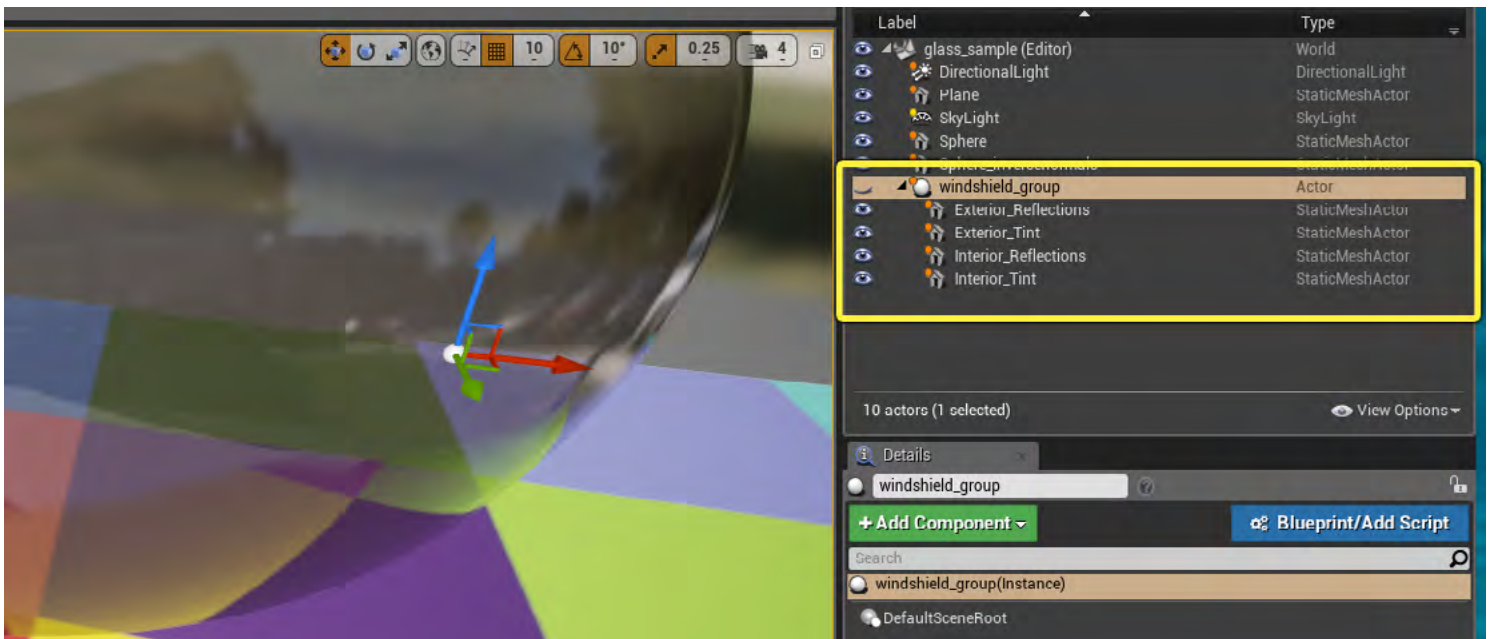 10 10° 0.25 4
Label Type
glass_sample (Editor) World
DirectionalLight DirectionalLight
Plane StaticMeshActor
SkyLight SkyLight
Sphere StaticMeshActor
Sphere_inversenormals StaticMeshActor
windshield_group Actor
Exterior_Reflections StaticMeshActor
Exterior_Tint StaticMeshActor
Interior_Reflections StaticMeshActor
Interior_Tint StaticMeshActor
10 actors (1 selected) View Options
Details
windshield_group
+ Add Component Blueprint/Add Script
Search
windshield_group(Instance)
DefaultSceneRoot